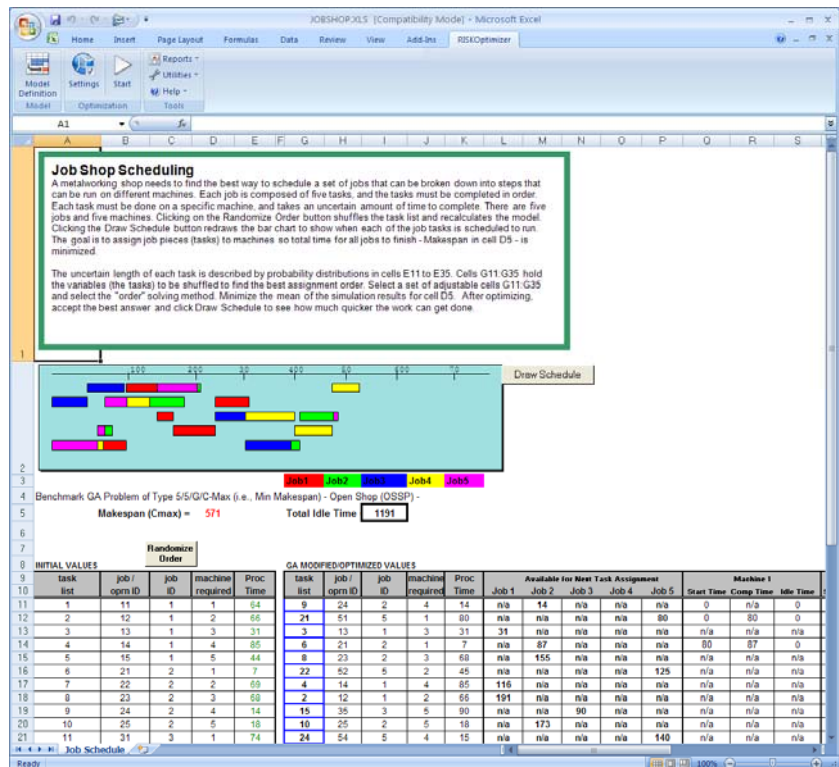 JOBSHOP.XLS [Compatibility Mode] - Microsoft Excel
Home Insert Page Layout Formulas Data Review View Add-Ins RISKOptimizer
Model Definition Settings Start Reports Utilities Help
Model Optimization Tools
A1 fx
A B C D E F G H I J K L M N O P Q R S
Job Shop Scheduling
A metalworking shop needs to find the best way to schedule a set of jobs that can be broken down into steps that
can be run on different machines. Each job is composed of five tasks, and the tasks must be completed in order.
Each task must be done on a specific machine, and takes an uncertain amount of time to complete. There are five
jobs and five machines. Clicking on the Randomize Order button shuffles the task list and recalculates the model.
Clicking the Draw Schedule button redraws the bar chart to show when each of the job tasks is scheduled to run.
The goal is to assign job pieces (tasks) to machines so total time for all jobs to finish - Makespan in cell D5 - is
minimized.
The uncertain length of each task is described by probability distributions in cells E11 to E35. Cells G11:G35 hold
the variables (the tasks) to be shuffled to find the best assignment order. Select a set of adjustable cells G11:G35
and select the "order" solving method. Minimize the mean of the simulation results for cell D5. After optimizing,
accept the best answer and click Draw Schedule to see how much quicker the work can get done.
1
Draw Schedule
2
3 Job1 Job2 Job3 Job4 Job5
4 Benchmark GA Problem of Type 5/5/G/C-Max (i.e., Min Makespan) - Open Shop (OSSP) -
5 Makespan (Cmax) = 571 Total Idle Time 1191
6
7 Randomize Order
8 INITIAL VALUES GA MODIFIED/OPTIMIZED VALUES
9 task job / job machine Proc task job / job machine Proc Available for Next Task Assignment Machine 1
10 list oprn ID ID required Time list oprn ID ID required Time Job 1 Job 2 Job 3 Job 4 Job 5 Start Time Comp Time Idle Time
11 1 11 1 1 64 9 24 2 4 14 n/a 14 n/a n/a n/a 0 n/a 0
12 2 12 1 2 66 21 51 5 1 80 n/a n/a n/a n/a 80 0 80 0
13 3 13 1 3 31 3 13 1 3 31 31 n/a n/a n/a n/a n/a n/a n/a
14 4 14 1 4 85 6 21 2 1 7 n/a 87 n/a n/a n/a 80 87 0
15 5 15 1 5 44 8 23 2 3 68 n/a 155 n/a n/a n/a n/a n/a n/a
16 6 21 2 1 7 22 52 5 2 45 n/a n/a n/a n/a 125 n/a n/a n/a
17 7 22 2 2 69 4 14 1 4 85 116 n/a n/a n/a n/a n/a n/a n/a
18 8 23 2 3 68 2 12 1 2 66 191 n/a n/a n/a n/a n/a n/a n/a
19 9 24 2 4 14 15 35 3 5 90 n/a n/a 90 n/a n/a n/a n/a n/a
20 10 25 2 5 18 10 25 2 5 18 n/a 173 n/a n/a n/a n/a n/a n/a
21 11 31 3 1 74 24 54 5 4 15 n/a n/a n/a n/a 140 n/a n/a n/a
Job Schedule
Ready 100%